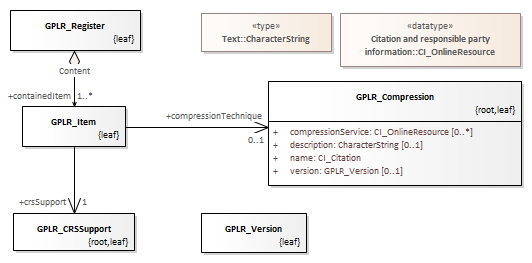 GPLR_Register
{leaf}
«type»
Text::CharacterString
«datatype»
Citation and responsible party
information::CI_OnlineResource
Content
+containedItem
1..*
GPLR_Item
{leaf}
+compressionTechnique
0..1
GPLR_Compression
{root,leaf}
+ compressionService: CI_OnlineResource [0..*]
+ description: CharacterString [0..1]
+ name: CI_Citation
+ version: GPLR_Version [0..1]
+crsSupport
1
GPLR_CRSSupport
{root,leaf}
GPLR_Version
{leaf}